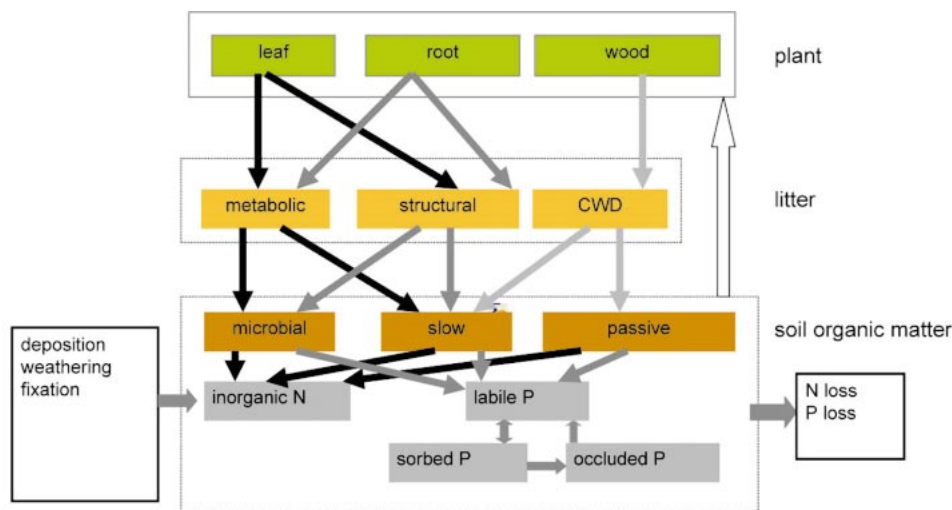 leaf
root
wood
plant
metabolic
structural
CWD
litter
microbial
slow
passive
soil organic matter
deposition
weathering
fixation
inorganic N
labile P
N loss
P loss
sorbed P
occluded P